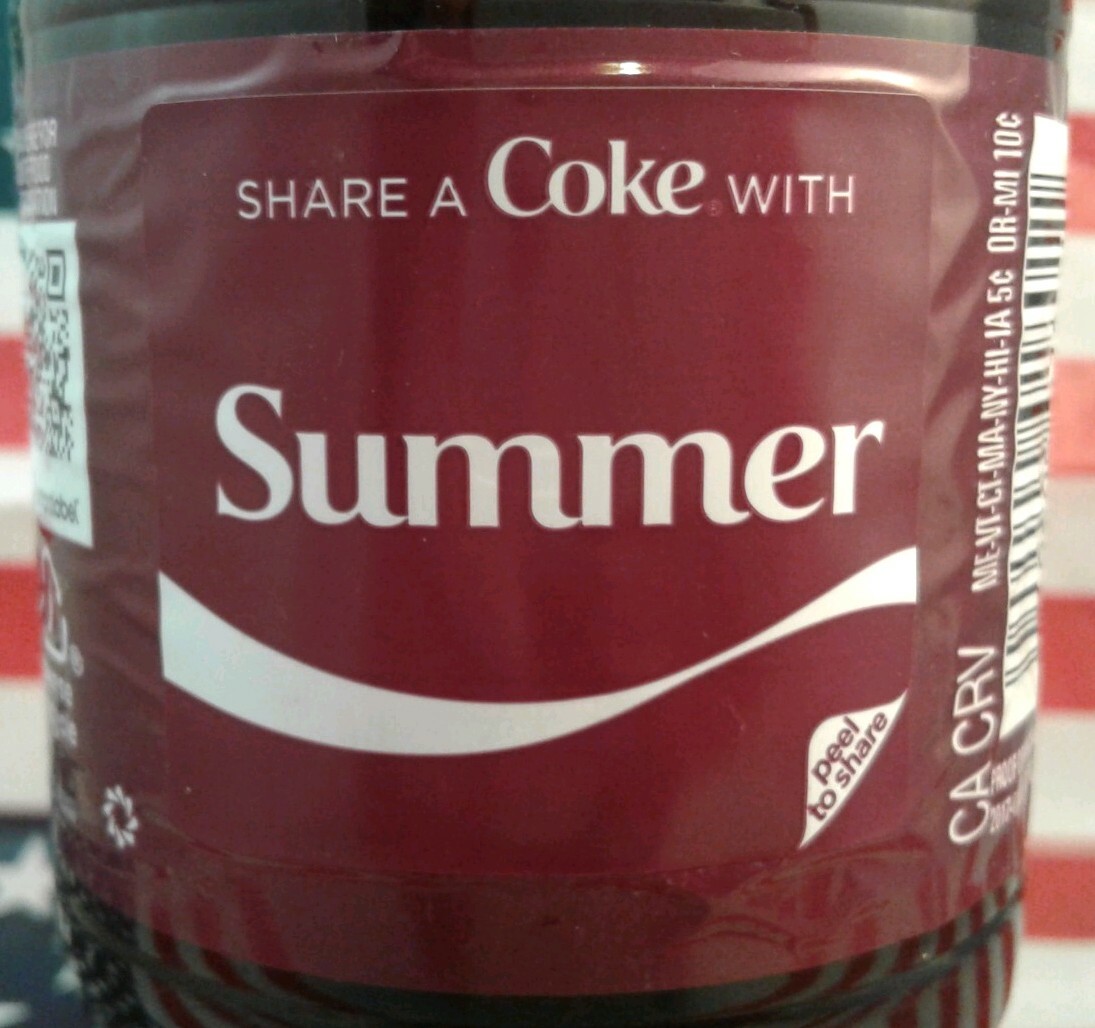 SHARE A Coke WITH
Summer
peel
to share
CA CRV
ME-VT-CT-MA-NY-HI-IA 5¢ OR-MI 10¢